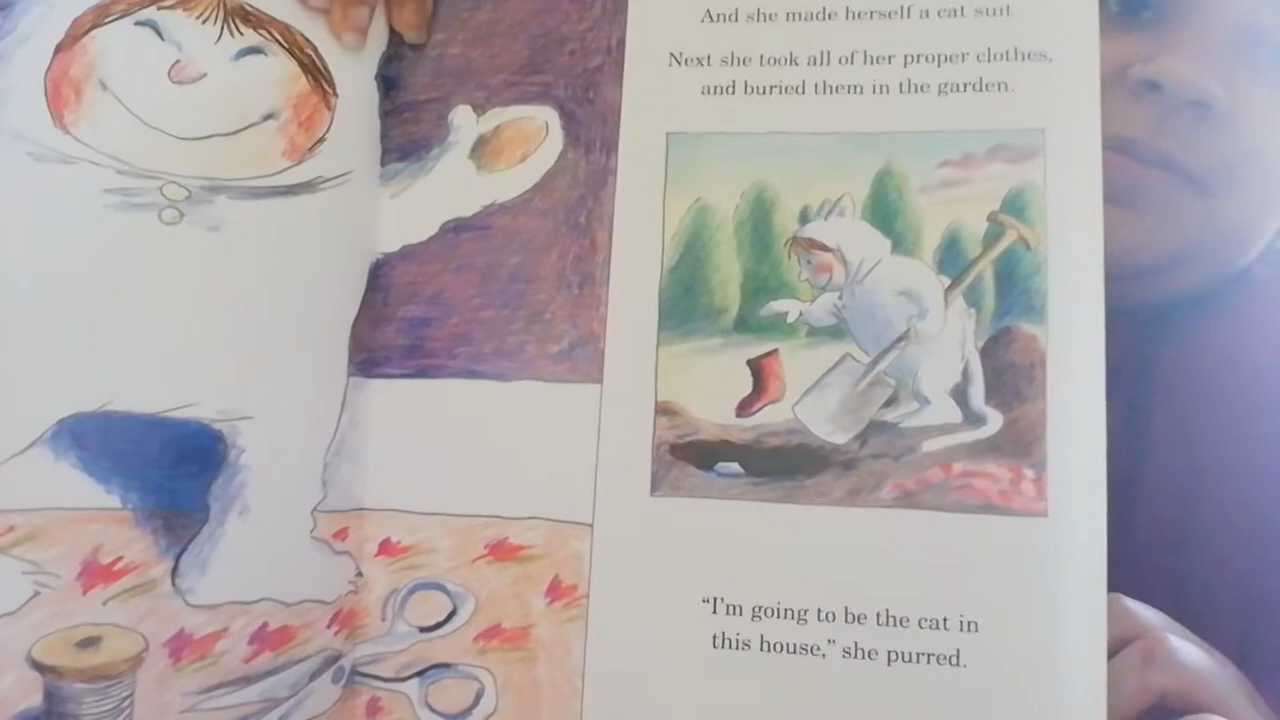 And she made herself a cat suit.
Next she took all of her proper clothes,
and buried them in the garden.
“I’m going to be the cat in
this house,” she purred.